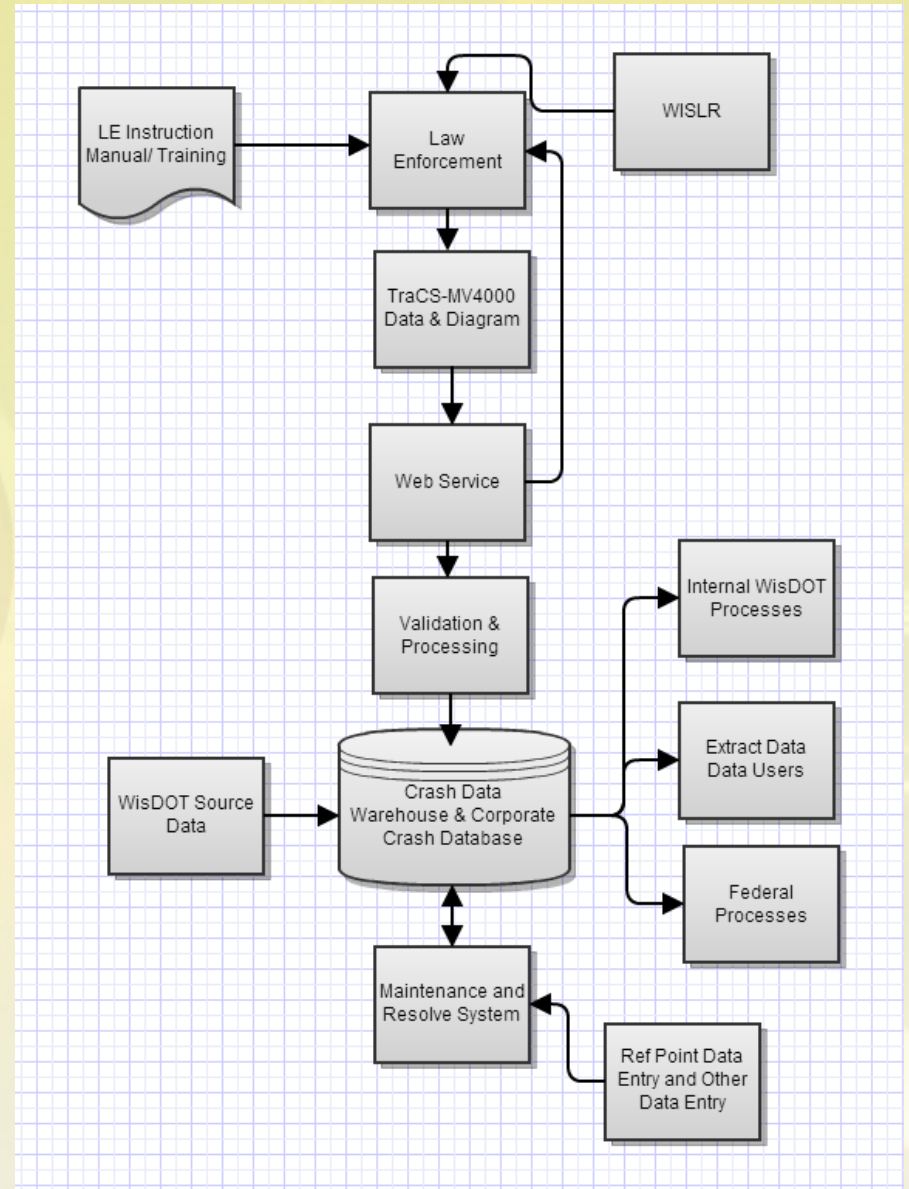 WISLR
LE Instruction
Manual/ Training
Law
Enforcement
TraCS-MV4000
Data & Diagram
Web Service
Validation &
Processing
Internal WisDOT
Processes
Extract Data
Data Users
WisDOT Source
Data
Crash Data
Warehouse & Corporate
Crash Database
Federal
Processes
Maintenance and
Resolve System
Ref Point Data
Entry and Other
Data Entry